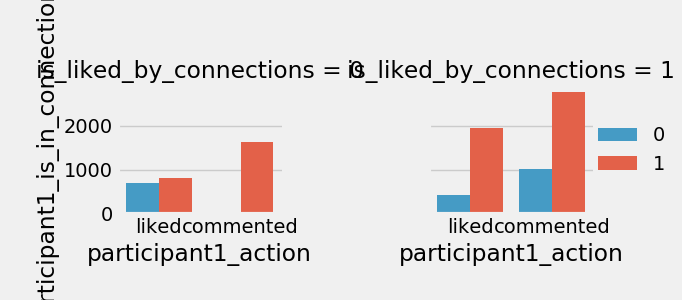 is_liked_by_connections = 0
is_liked_by_connections = 1
participant1_is_in_connection
2000
1000
0
0
1
liked
commented
liked
commented
participant1_action
participant1_action